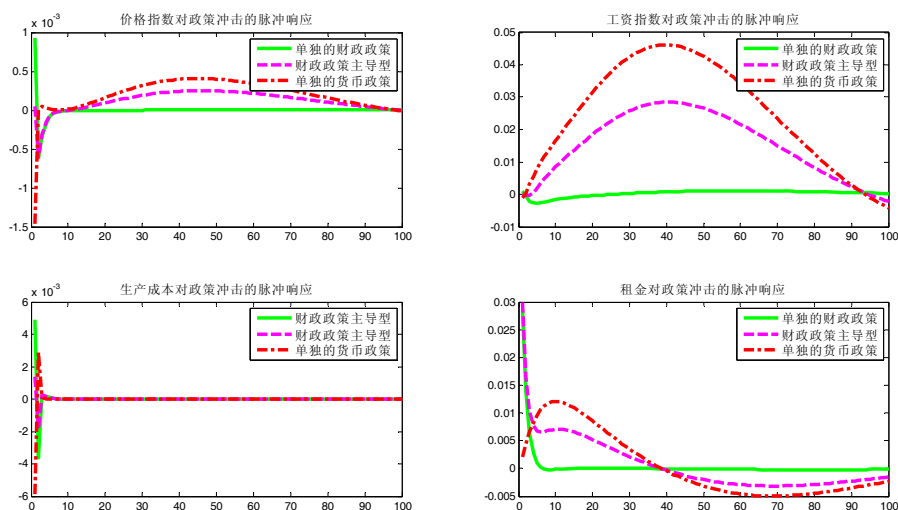 价格指数对政策冲击的脉冲响应
x 10⁻³
1
0.5
0
-0.5
-1
-1.5
0 10 20 30 40 50 60 70 80 90 100
单独的财政政策
财政政策主导型
单独的货币政策
工资指数对政策冲击的脉冲响应
0.05
0.04
0.03
0.02
0.01
0
-0.01
0 10 20 30 40 50 60 70 80 90 100
单独的财政政策
财政政策主导型
单独的货币政策
生产成本对政策冲击的脉冲响应
x 10⁻³
6
4
2
0
-2
-4
-6
0 10 20 30 40 50 60 70 80 90 100
财政政策主导型
财政政策主导型
单独的货币政策
租金对政策冲击的脉冲响应
0.03
0.025
0.02
0.015
0.01
0.005
0
-0.005
0 10 20 30 40 50 60 70 80 90 100
单独的财政政策
财政政策主导型
单独的货币政策